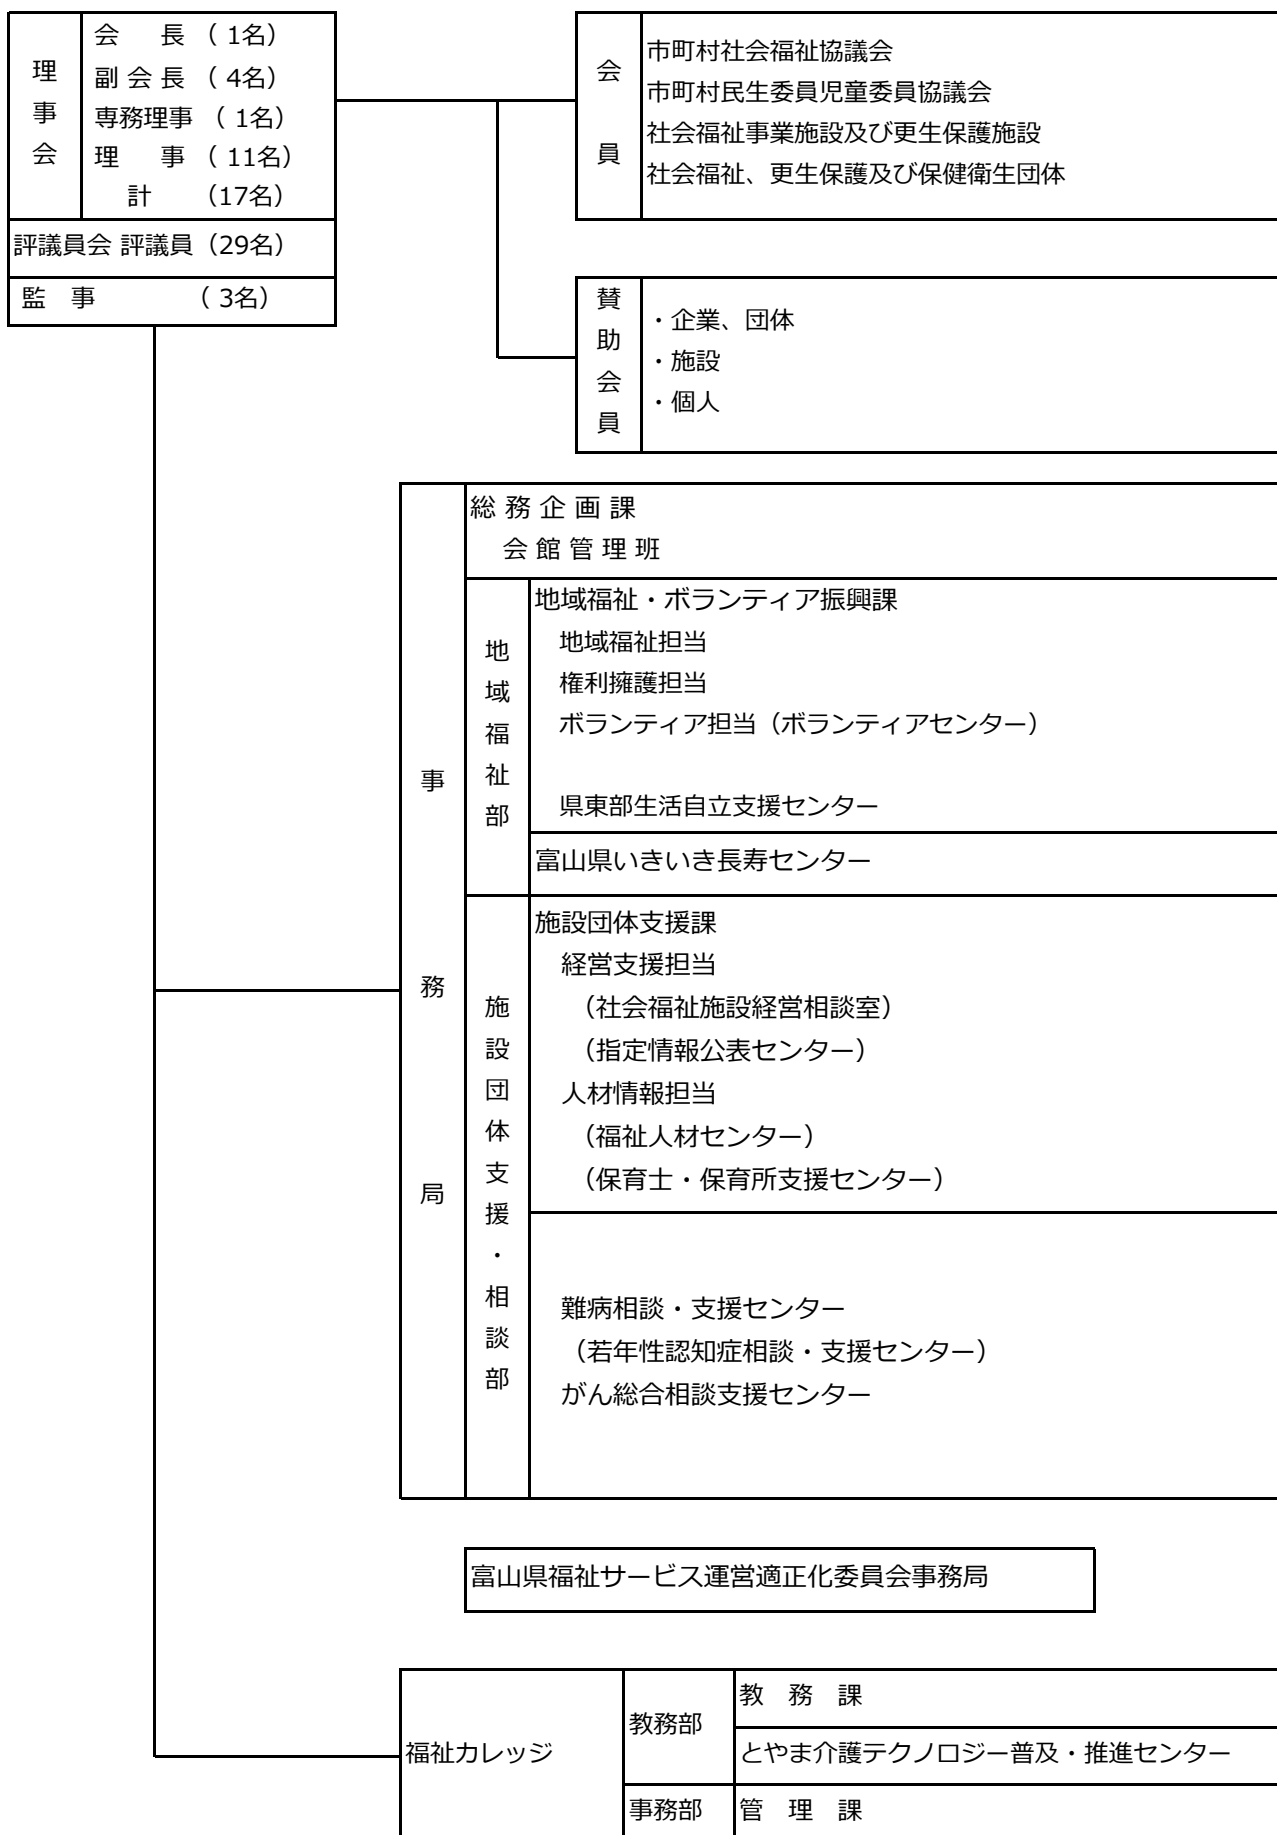 理事会
会　長（ 1名）
副 会 長 （ 4名）
専務理事 （ 1名）
理　事（ 11名）
計　（17名）
評議員会 評議員（29名）
監　事　（ 3名）
会員
市町村社会福祉協議会
市町村民生委員児童委員協議会
社会福祉事業施設及び更生保護施設
社会福祉、更生保護及び保健衛生団体
賛助会員
・企業、団体
・施設
・個人
事務局
総 務 企 画 課
会 館 管 理 班
地域福祉部
地域福祉・ボランティア振興課
地域福祉担当
権利擁護担当
ボランティア担当（ボランティアセンター）
県東部生活自立支援センター
富山県いきいき長寿センター
施設団体支援・相談部
施設団体支援課
経営支援担当
（社会福祉施設経営相談室）
（指定情報公表センター）
人材情報担当
（福祉人材センター）
（保育士・保育所支援センター）
難病相談・支援センター
（若年性認知症相談・支援センター）
がん総合相談支援センター
富山県福祉サービス運営適正化委員会事務局
福祉カレッジ
教務部
教　務　課
とやま介護テクノロジー普及・推進センター
事務部
管　理　課